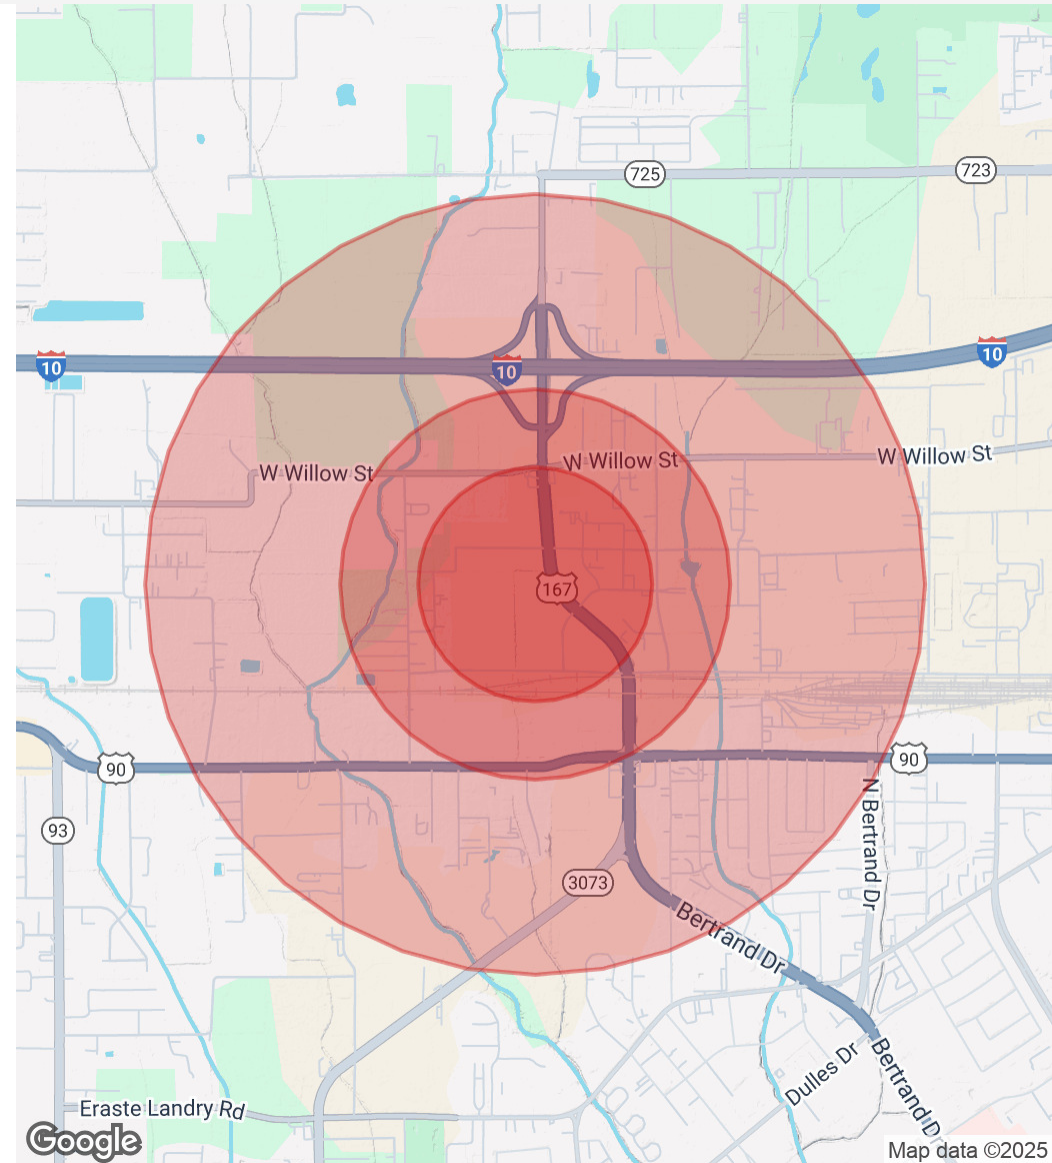 725
723
10
10
10
W Willow St
W Willow St
W Willow St
167
90
90
93
N Bertrand Dr
3073
Bertrand Dr
Dulles Dr
Bertrand Dr
Eraste Landry Rd
Google
Map data ©2025